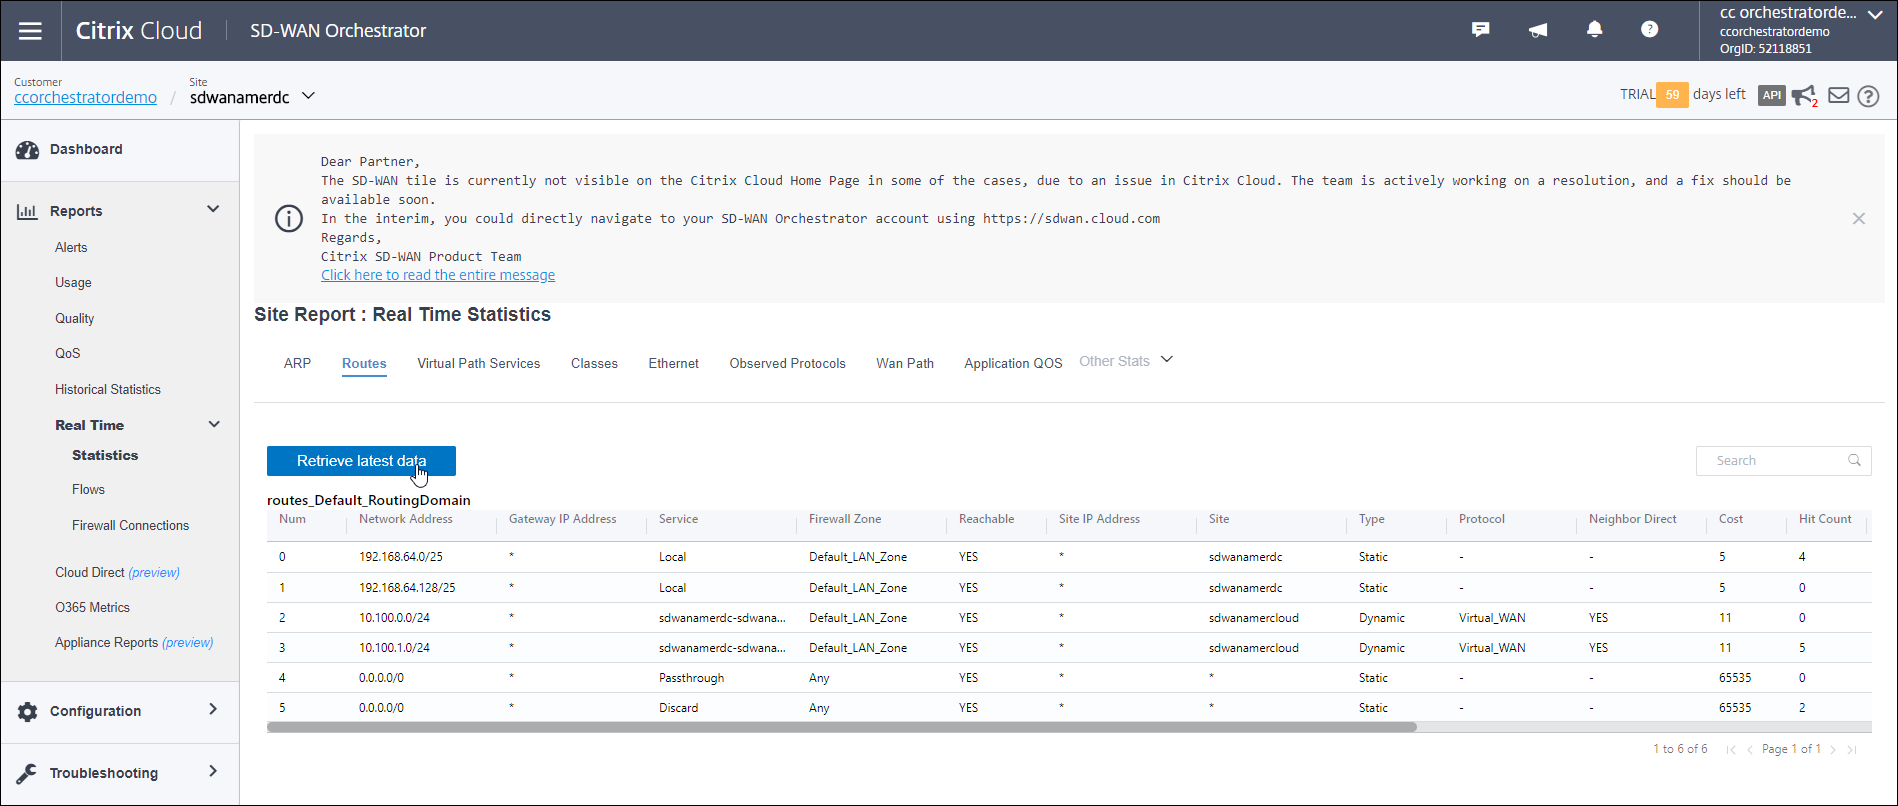 Citrix Cloud
SD-WAN Orchestrator
cc orchestratorde...
ccorchestratordemo
OrgID: 52118851
Customer
ccorchestratordemo
/
Site
sdwanamerdc
TRIAL 59 days left
API
2
Dashboard
Reports
Alerts
Usage
Quality
QoS
Historical Statistics
Real Time
Statistics
Flows
Firewall Connections
Cloud Direct (preview)
O365 Metrics
Appliance Reports (preview)
Configuration
Troubleshooting
Dear Partner,
The SD-WAN tile is currently not visible on the Citrix Cloud Home Page in some of the cases, due to an issue in Citrix Cloud. The team is actively working on a resolution, and a fix should be
available soon.
In the interim, you could directly navigate to your SD-WAN Orchestrator account using https://sdwan.cloud.com
Regards,
Citrix SD-WAN Product Team
Click here to read the entire message
Site Report : Real Time Statistics
ARP Routes Virtual Path Services Classes Ethernet Observed Protocols Wan Path Application QOS Other Stats
Retrieve latest data
Search
routes_Default_RoutingDomain
Num Network Address Gateway IP Address Service Firewall Zone Reachable Site IP Address Site Type Protocol Neighbor Direct Cost Hit Count
0 192.168.64.0/25 * Local Default_LAN_Zone YES * sdwanamerdc Static - - 5 4
1 192.168.64.128/25 * Local Default_LAN_Zone YES * sdwanamerdc Static - - 5 0
2 10.100.0.0/24 * sdwanamerdc-sdwana... Default_LAN_Zone YES * sdwanamercloud Dynamic Virtual_WAN YES 11 0
3 10.100.1.0/24 * sdwanamerdc-sdwana... Default_LAN_Zone YES * sdwanamercloud Dynamic Virtual_WAN YES 11 5
4 0.0.0.0/0 * Passthrough Any YES * * Static - - 65535 0
5 0.0.0.0/0 * Discard Any YES * * Static - - 65535 2
1 to 6 of 6 Page 1 of 1